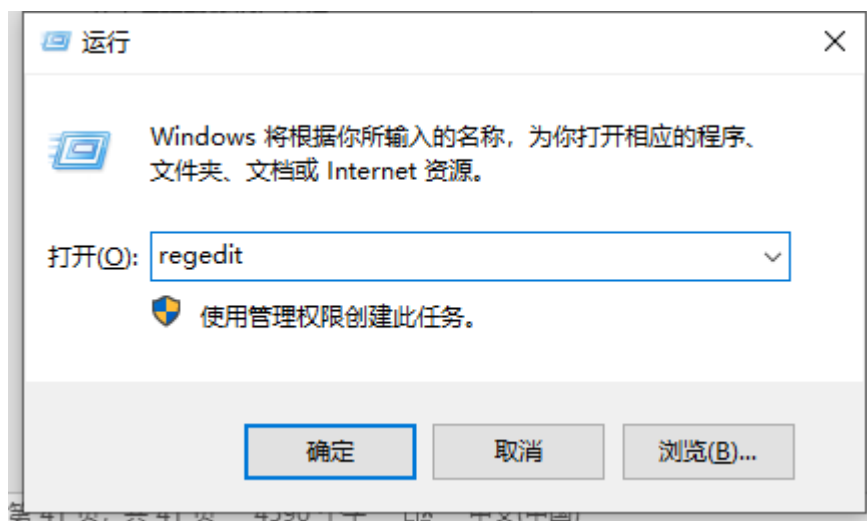 运行
Windows 将根据你所输入的名称，为你打开相应的程序、
文件夹、文档或 Internet 资源。
打开(O): regedit
使用管理权限创建此任务。
确定 取消 浏览(B)...